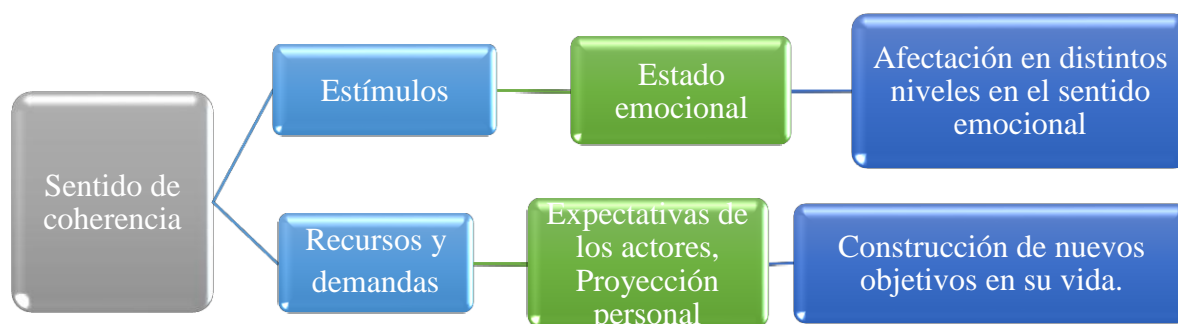 Sentido de
coherencia
Estímulos
Estado
emocional
Afectación en distintos
niveles en el sentido
emocional
Recursos y
demandas
Expectativas de
los actores,
Proyección
personal
Construcción de nuevos
objetivos en su vida.